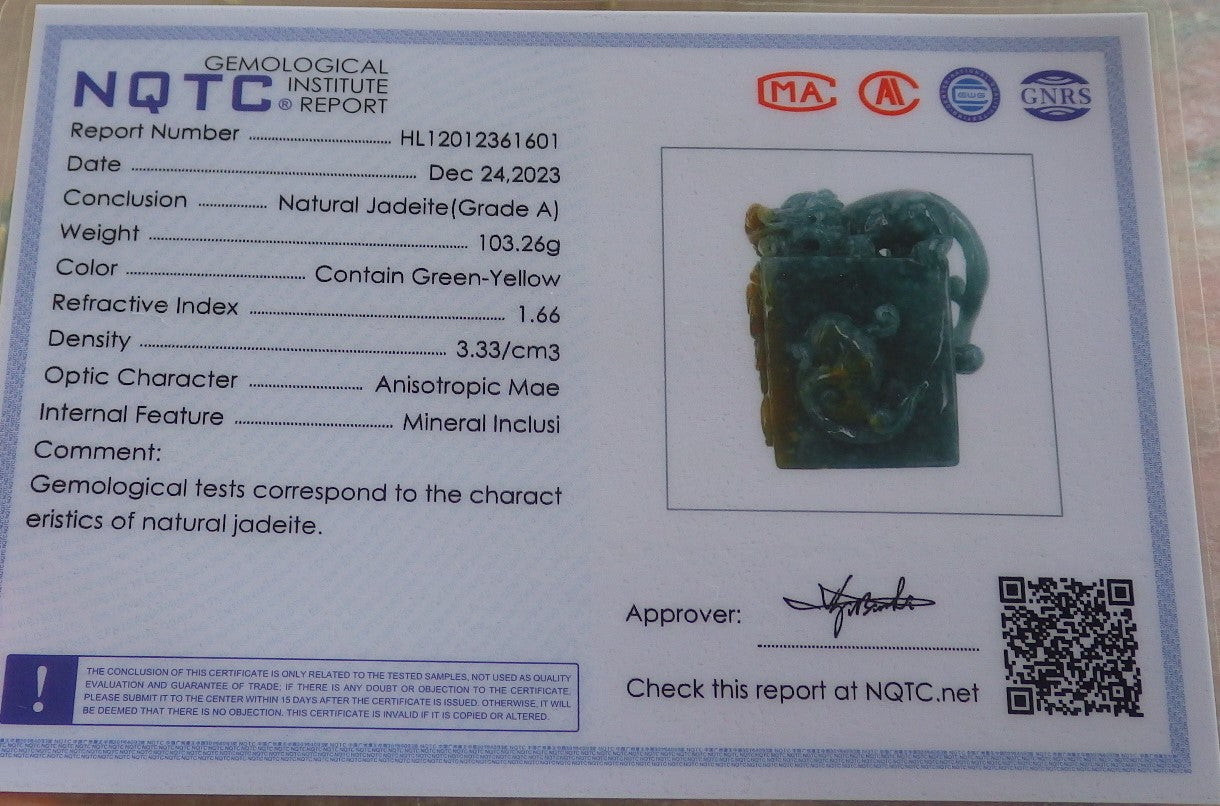 NQTC® GEMOLOGICAL INSTITUTE REPORT
MA
GNRS
Report Number HL12012361601
Date Dec 24,2023
Conclusion Natural Jadeite(Grade A)
Weight 103.26g
Color Contain Green-Yellow
Refractive Index 1.66
Density 3.33/cm3
Optic Character Anisotropic Mae
Internal Feature Mineral Inclusi
Comment:
Gemological tests correspond to the charact
eristics of natural jadeite.
Approver:
Check this report at NQTC.net
!
THE CONCLUSION OF THIS CERTIFICATE IS ONLY RELATED TO THE TESTED SAMPLES, NOT USED AS QUALITY
EVALUATION AND GUARANTEE OF TRADE; IF THERE IS ANY DOUBT OR OBJECTION TO THE CERTIFICATE,
PLEASE SUBMIT IT TO THE CENTER WITHIN 15 DAYS AFTER THE CERTIFICATE IS ISSUED. OTHERWISE, IT WILL
BE DEEMED THAT THERE IS NO OBJECTION. THIS CERTIFICATE IS INVALID IF IT IS COPIED OR ALTERED.